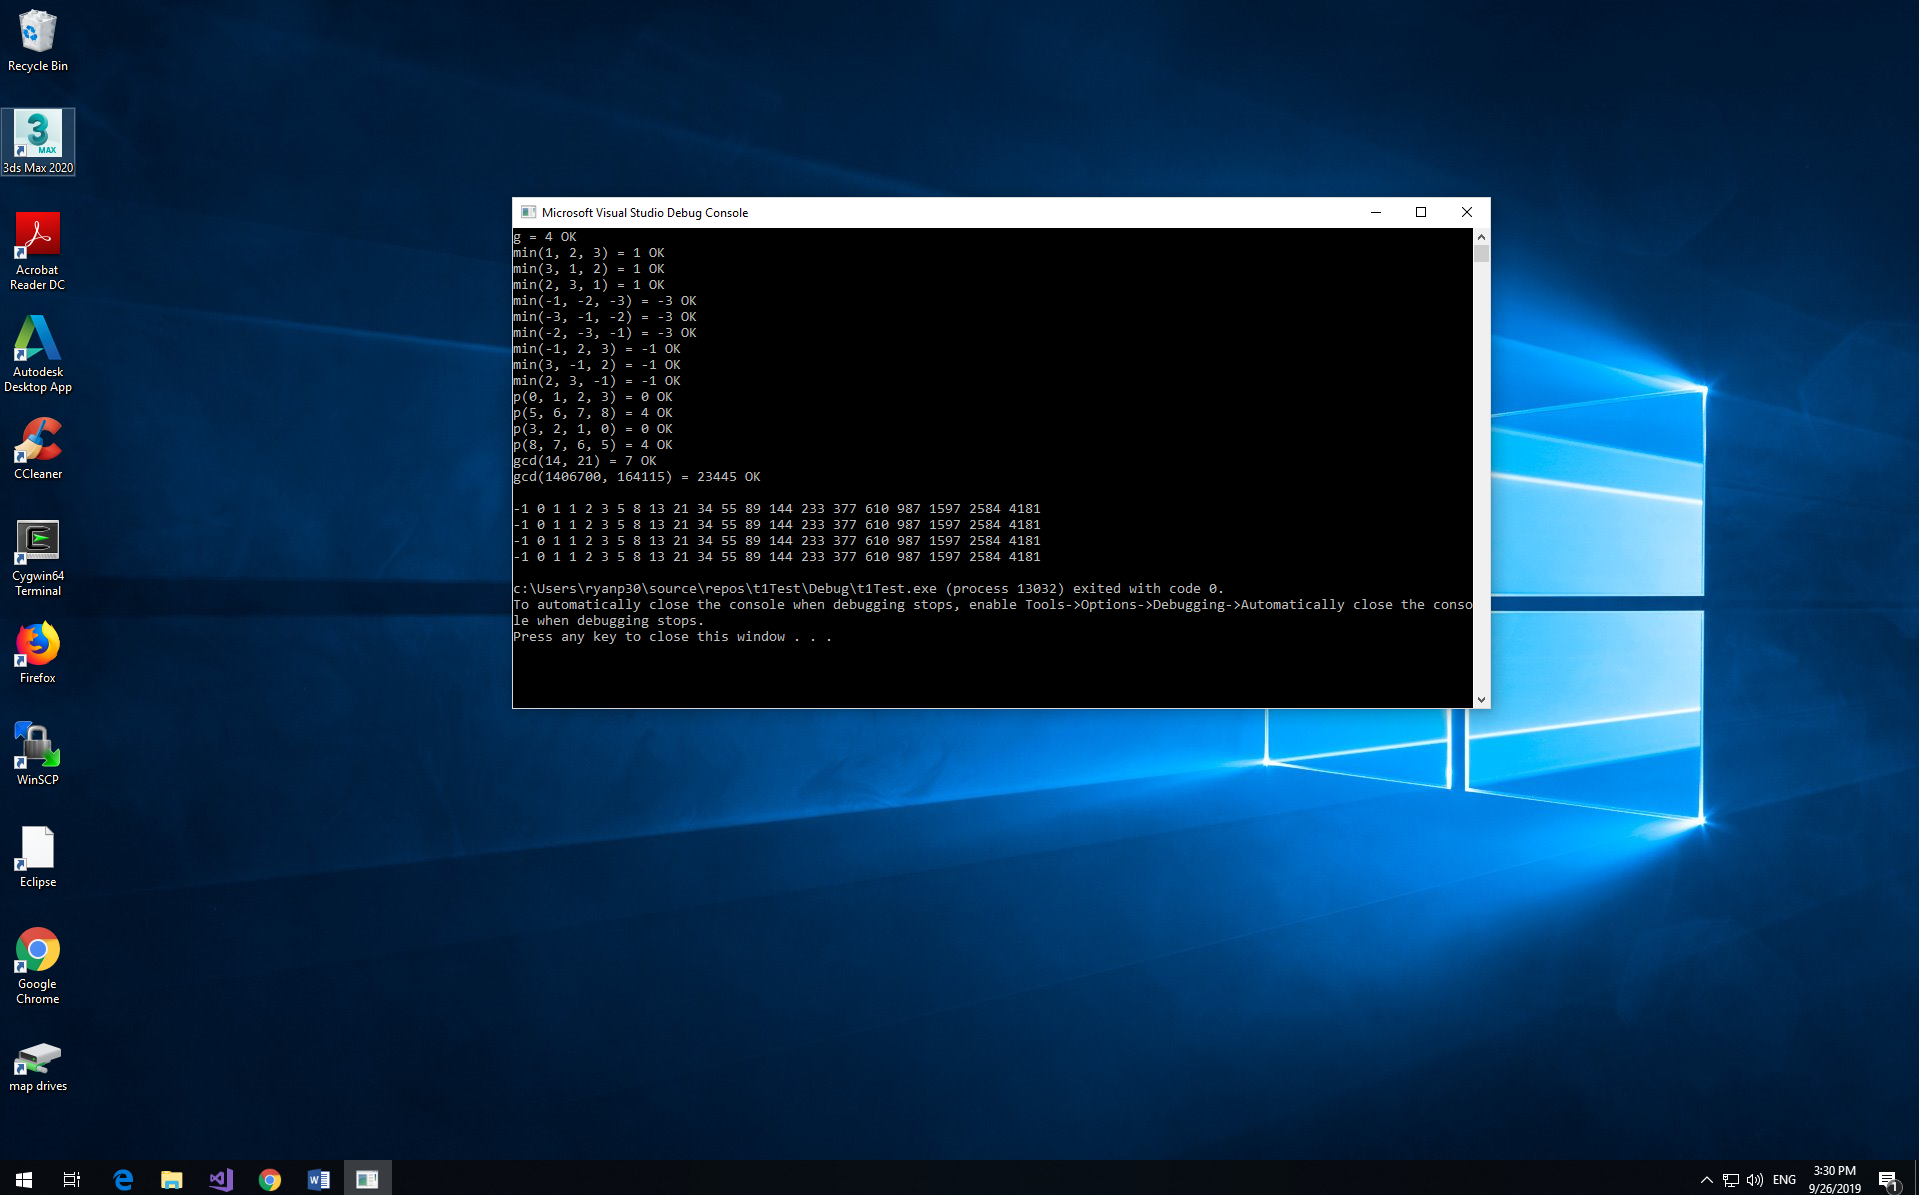 Recycle Bin
3 MAX
3ds Max 2020
Acrobat
Reader DC
Autodesk
Desktop App
CCleaner
Cygwin64
Terminal
Firefox
WinSCP
Eclipse
Google
Chrome
map drives
Microsoft Visual Studio Debug Console
g = 4 OK
min(1, 2, 3) = 1 OK
min(3, 1, 2) = 1 OK
min(2, 3, 1) = 1 OK
min(-1, -2, -3) = -3 OK
min(-3, -1, -2) = -3 OK
min(-2, -3, -1) = -3 OK
min(-1, 2, 3) = -1 OK
min(3, -1, 2) = -1 OK
min(2, 3, -1) = -1 OK
p(0, 1, 2, 3) = 0 OK
p(5, 6, 7, 8) = 4 OK
p(3, 2, 1, 0) = 0 OK
p(8, 7, 6, 5) = 4 OK
gcd(14, 21) = 7 OK
gcd(1406700, 164115) = 23445 OK
-1 0 1 1 2 3 5 8 13 21 34 55 89 144 233 377 610 987 1597 2584 4181
-1 0 1 1 2 3 5 8 13 21 34 55 89 144 233 377 610 987 1597 2584 4181
-1 0 1 1 2 3 5 8 13 21 34 55 89 144 233 377 610 987 1597 2584 4181
-1 0 1 1 2 3 5 8 13 21 34 55 89 144 233 377 610 987 1597 2584 4181
c:\Users\ryanp30\source\repos\t1Test\Debug\t1Test.exe (process 13032) exited with code 0.
To automatically close the console when debugging stops, enable Tools->Options->Debugging->Automatically close the conso
le when debugging stops.
Press any key to close this window . . .
ENG
3:30 PM
9/26/2019
1